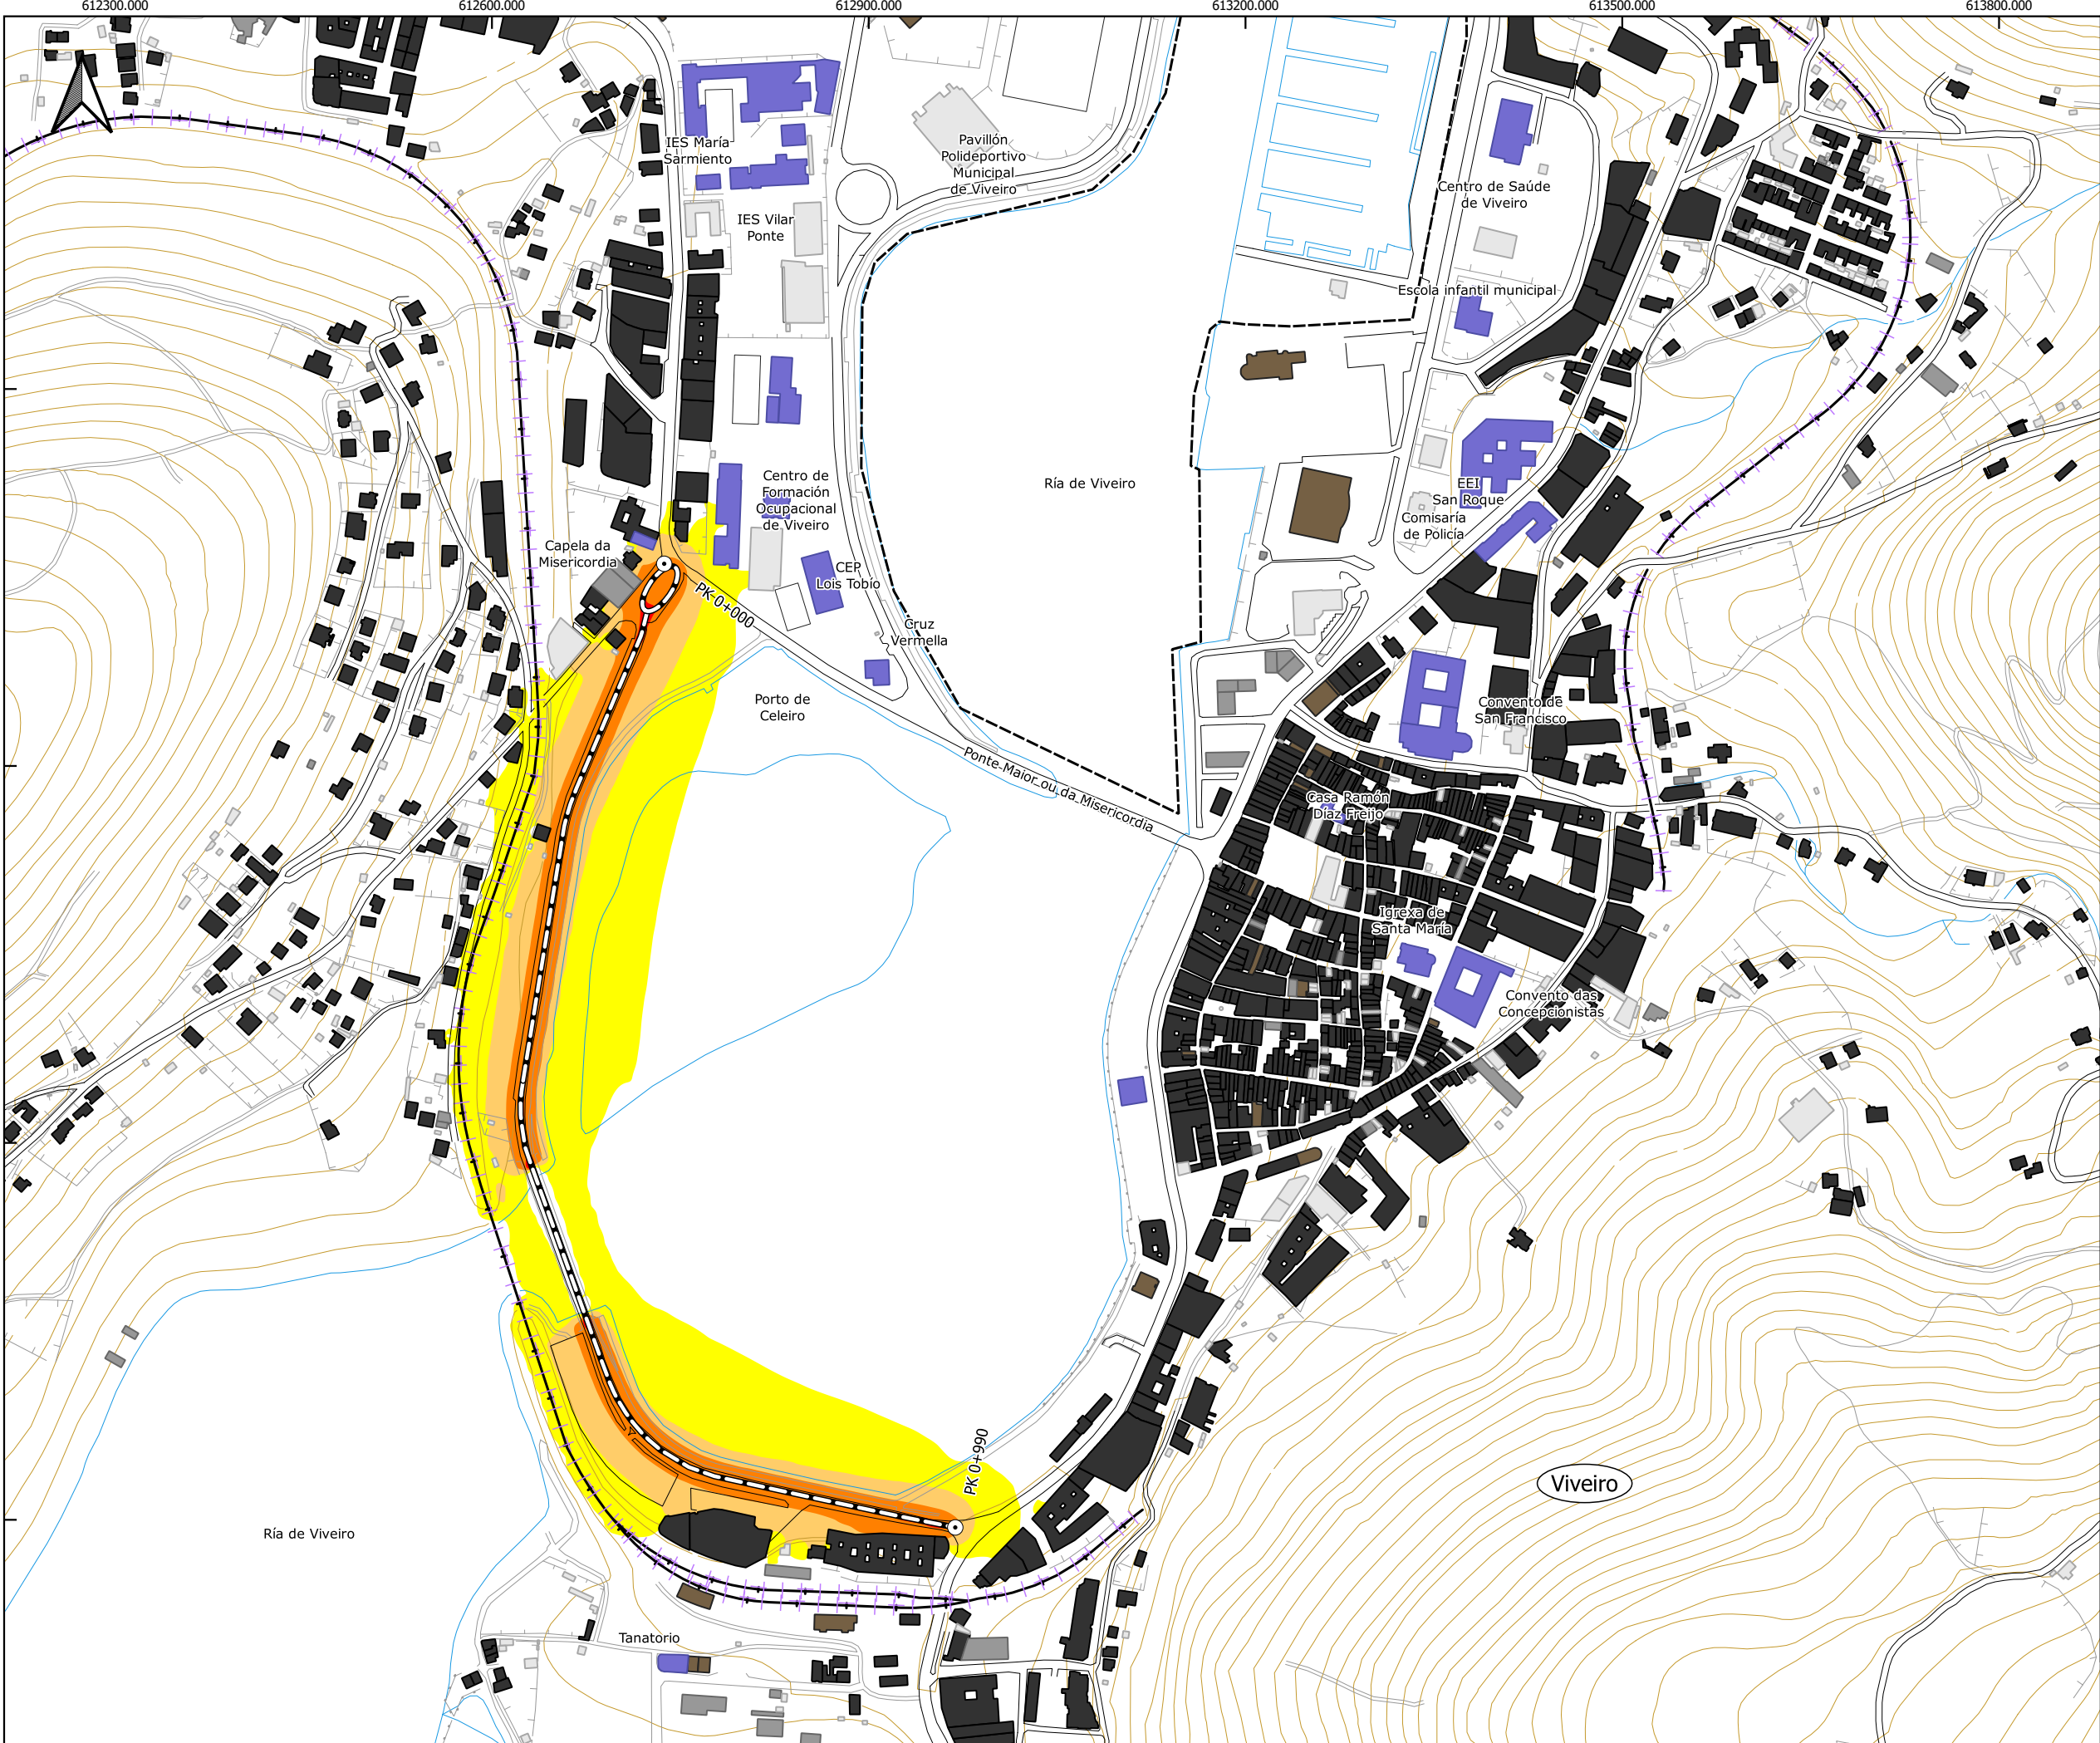 612300.000
612600.000
612900.000
613200.000
613500.000
613800.000
IES María
Sarmiento
Pavillón
Polideportivo
Municipal
de Viveiro
Centro de Saúde
de Viveiro
IES Vilar
Ponte
Escola infantil municipal
Centro de
Formación
Ocupacional
de Viveiro
Ría de Viveiro
EEI
San Roque
Comisaría
de Policía
Capela da
Misericordia
CEP
Lois Tobío
PK 0+000
Cruz
Vermella
Porto de
Celeiro
Convento de
San Francisco
Ponte Maior ou da Misericordia
Casa Ramón
Díaz Freijo
Igrexa de
Santa María
Convento das
Concepcionistas
PK 0+990
Viveiro
Ría de Viveiro
Tanatorio